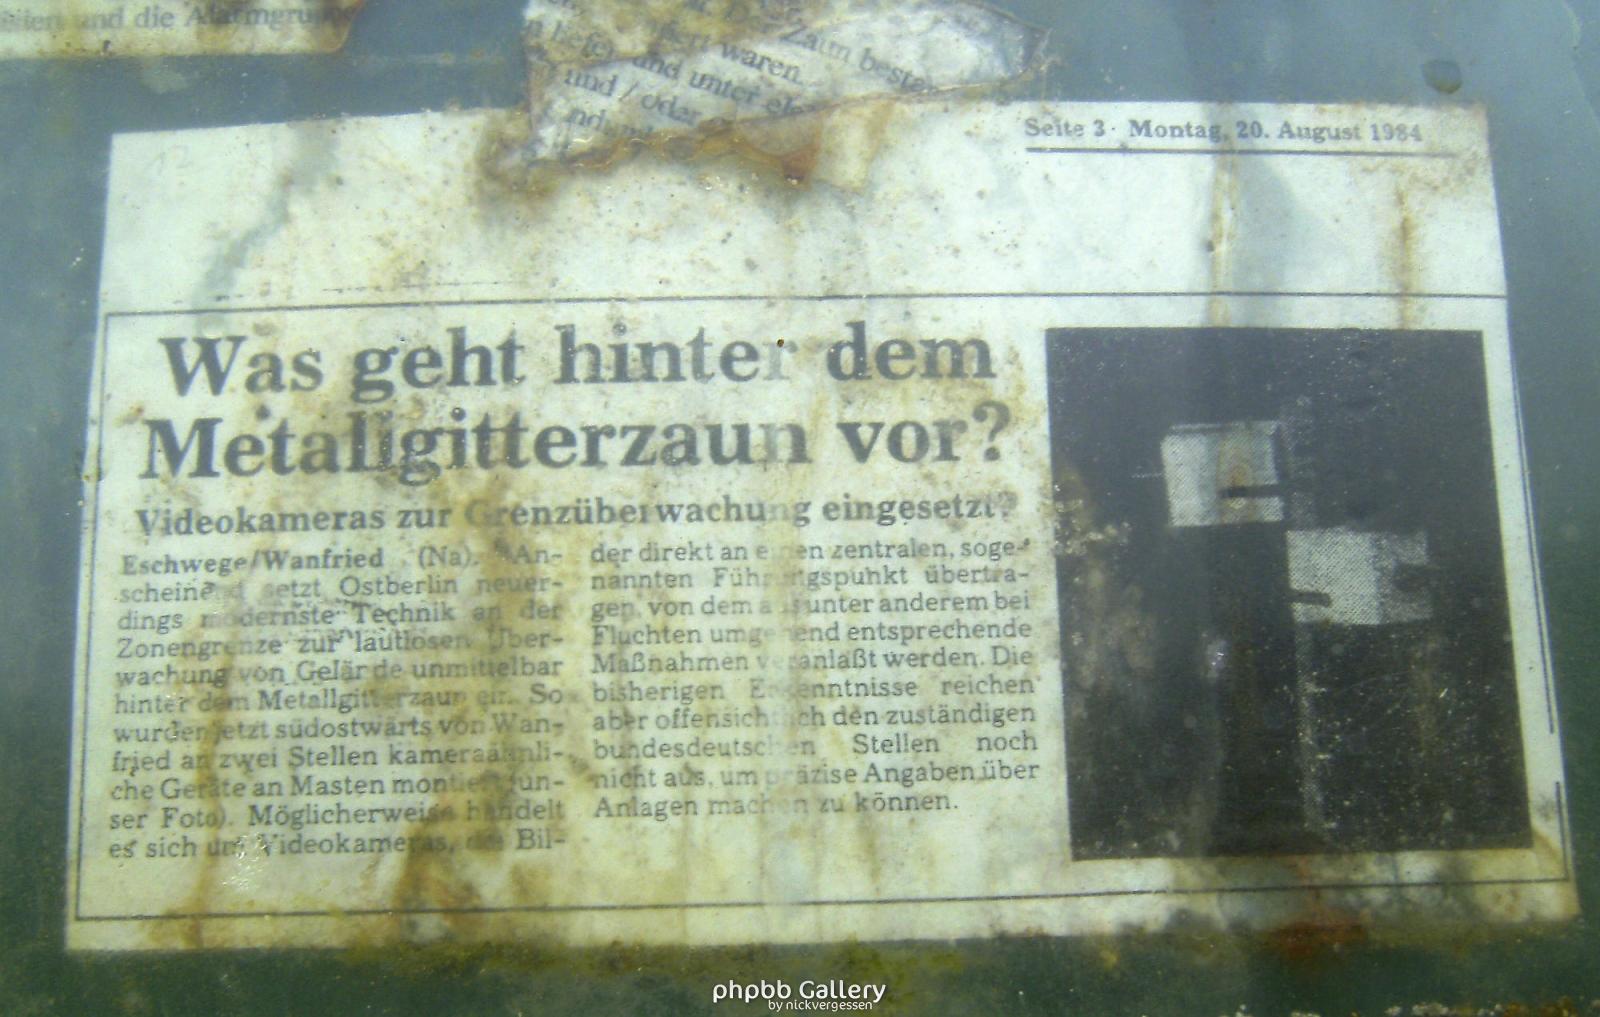 und die Alarmgruppe
Zaun
waren.
und unter
und / oder
Seite 3 · Montag, 20. August 1984
Was geht hinter dem
Metallgitterzaun vor?
Videokameras zur Grenzüberwachung eingesetzt?
Eschwege/Wanfried (Na). An-
scheinend setzt Ostberlin neuer-
dings modernste Technik an der
Zonengrenze zur lautlosen Über-
wachung von Gelände unmittelbar
hinter dem Metallgitterzaun ein. So
wurden jetzt südostwärts von Wan-
fried an zwei Stellen kameraähnli-
che Geräte an Masten montiert (un-
ser Foto). Möglicherweise handelt
es sich um Videokameras, die Bil-
der direkt an einen zentralen, soge-
nannten Führungspunkt übertra-
gen, von dem aus unter anderem bei
Fluchten umgehend entsprechende
Maßnahmen veranlaßt werden. Die
bisherigen Erkenntnisse reichen
aber offensichtlich den zuständigen
bundesdeutschen Stellen noch
nicht aus, um präzise Angaben über
Anlagen machen zu können.
phpbb Gallery
by nickvergessen